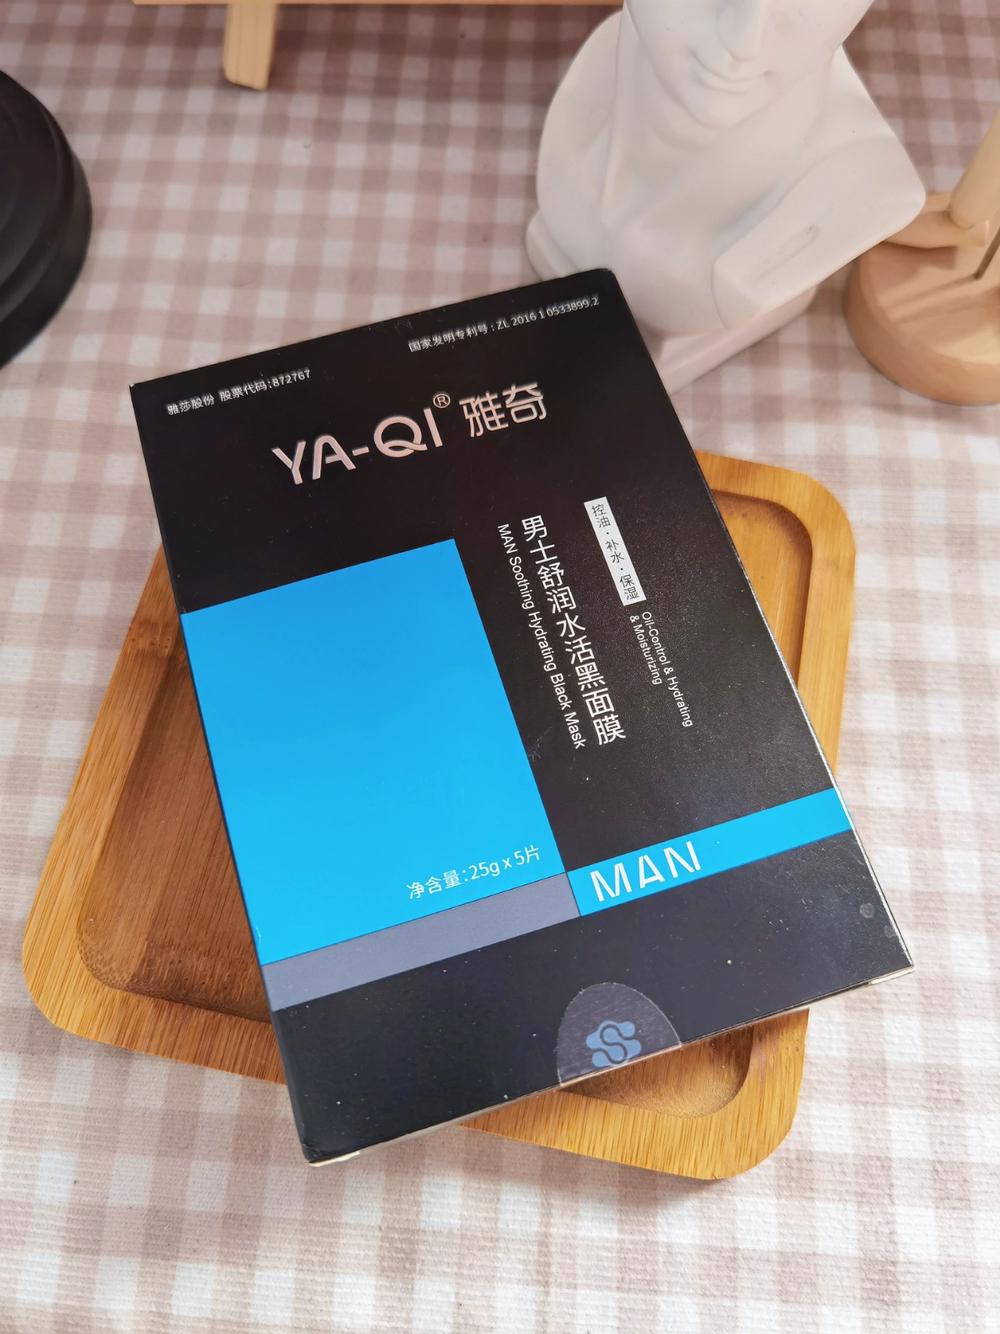 雅莎股份 股票代码:872767
国家发明专利号：ZL 2016 1 0533899.2
YA-QI® 雅奇
控油·补水·保湿
Oil-Control & Hydrating
& Moisturizing
男士舒润水活黑面膜
MAN Soothing Hydrating Black Mask
净含量:25g x 5片
MAN
S